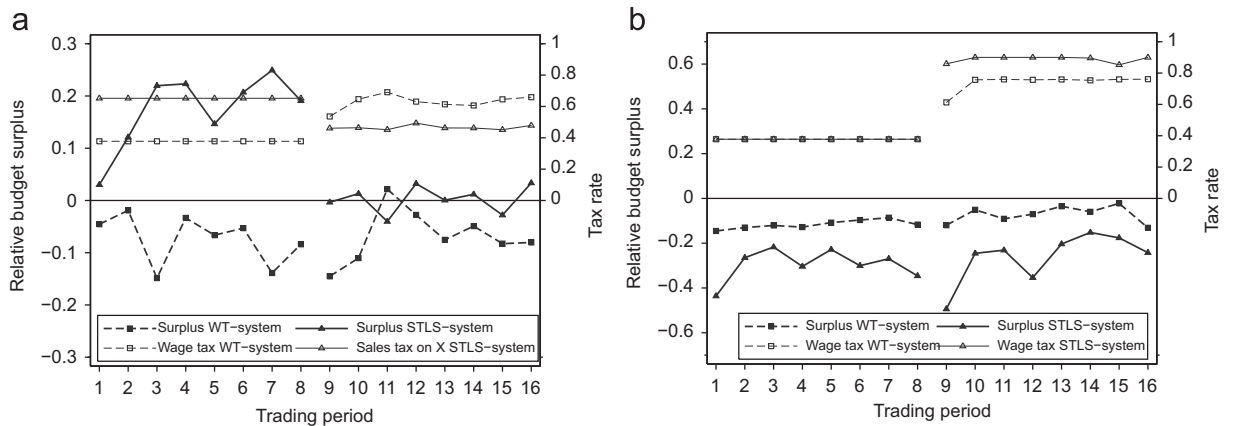 a
Relative budget surplus
0.3
0.2
0.1
0
−0.1
−0.2
−0.3
1
0.8
0.6
0.4
0.2
0
Tax rate
Surplus WT−system
Surplus STLS−system
Wage tax WT−system
Sales tax on X STLS−system
1 2 3 4 5 6 7 8 9 10 11 12 13 14 15 16
Trading period
b
Relative budget surplus
0.6
0.4
0.2
0
−0.2
−0.4
−0.6
1
0.8
0.6
0.4
0.2
0
Tax rate
Surplus WT−system
Surplus STLS−system
Wage tax WT−system
Wage tax STLS−system
1 2 3 4 5 6 7 8 9 10 11 12 13 14 15 16
Trading period